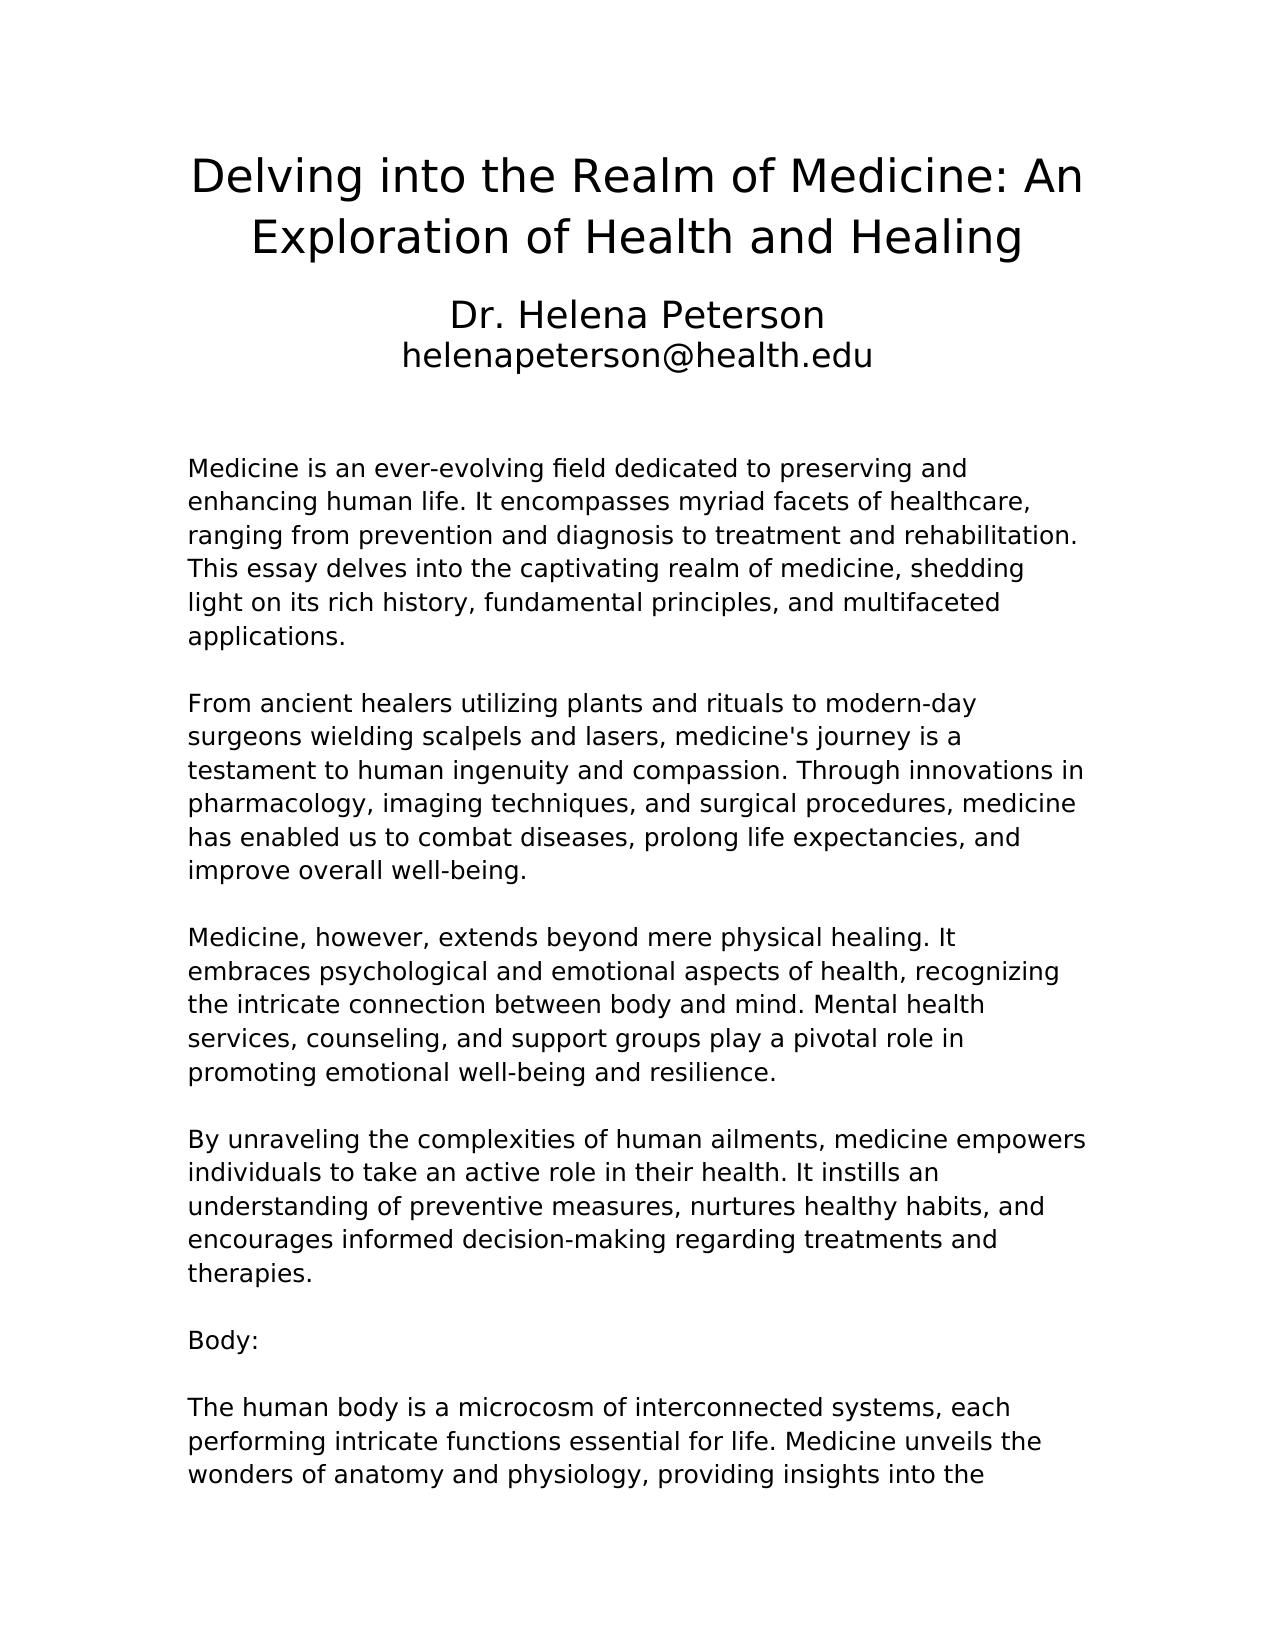 Delving into the Realm of Medicine: An
Exploration of Health and Healing
Dr. Helena Peterson
helenapeterson@health.edu
Medicine is an ever-evolving field dedicated to preserving and
enhancing human life. It encompasses myriad facets of healthcare,
ranging from prevention and diagnosis to treatment and rehabilitation.
This essay delves into the captivating realm of medicine, shedding
light on its rich history, fundamental principles, and multifaceted
applications.
From ancient healers utilizing plants and rituals to modern-day
surgeons wielding scalpels and lasers, medicine's journey is a
testament to human ingenuity and compassion. Through innovations in
pharmacology, imaging techniques, and surgical procedures, medicine
has enabled us to combat diseases, prolong life expectancies, and
improve overall well-being.
Medicine, however, extends beyond mere physical healing. It
embraces psychological and emotional aspects of health, recognizing
the intricate connection between body and mind. Mental health
services, counseling, and support groups play a pivotal role in
promoting emotional well-being and resilience.
By unraveling the complexities of human ailments, medicine empowers
individuals to take an active role in their health. It instills an
understanding of preventive measures, nurtures healthy habits, and
encourages informed decision-making regarding treatments and
therapies.
Body:
The human body is a microcosm of interconnected systems, each
performing intricate functions essential for life. Medicine unveils the
wonders of anatomy and physiology, providing insights into the